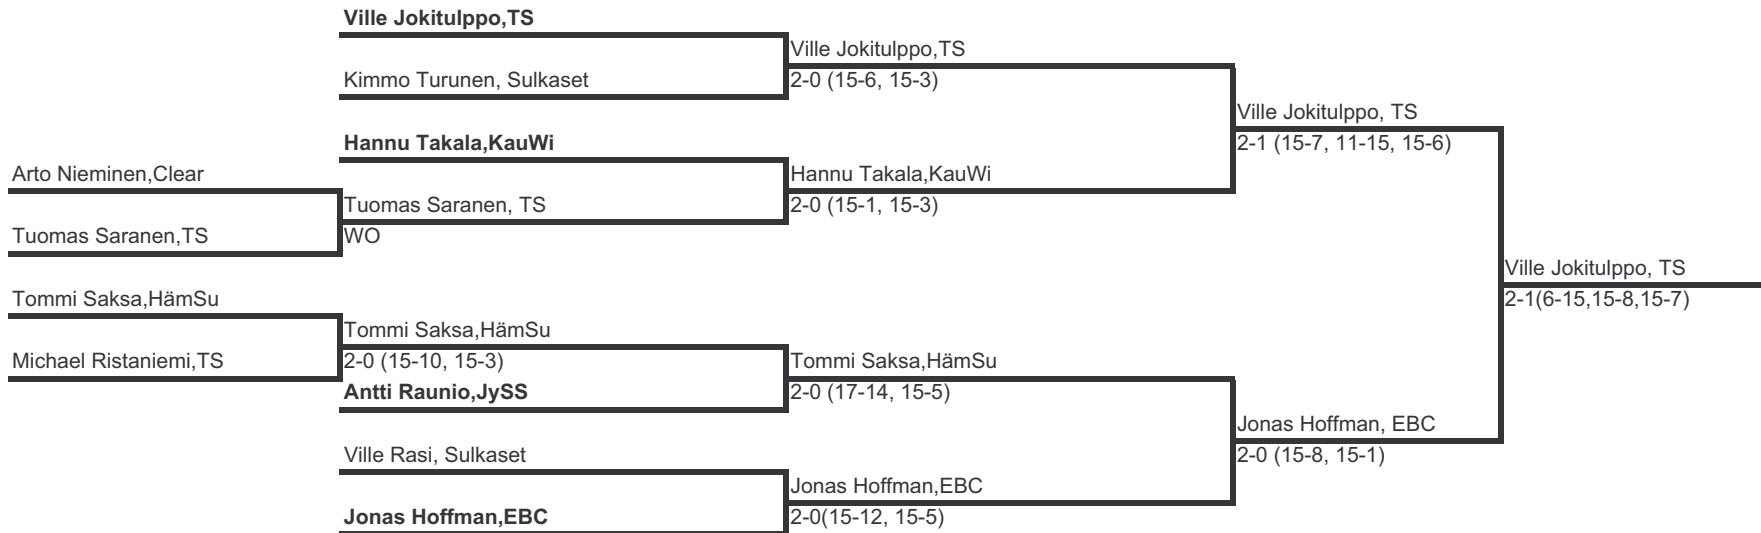 Ville Jokitulppo,TS
Ville Jokitulppo,TS
Kimmo Turunen, Sulkaset
2-0 (15-6, 15-3)
Ville Jokitulppo, TS
Hannu Takala,KauWi
2-1 (15-7, 11-15, 15-6)
Arto Nieminen,Clear
Hannu Takala,KauWi
Tuomas Saranen, TS
2-0 (15-1, 15-3)
Tuomas Saranen,TS
WO
Ville Jokitulppo, TS
Tommi Saksa,HämSu
2-1(6-15,15-8,15-7)
Tommi Saksa,HämSu
Michael Ristaniemi,TS
2-0 (15-10, 15-3)
Tommi Saksa,HämSu
Antti Raunio,JySS
2-0 (17-14, 15-5)
Jonas Hoffman, EBC
Ville Rasi, Sulkaset
2-0 (15-8, 15-1)
Jonas Hoffman,EBC
Jonas Hoffman,EBC
2-0(15-12, 15-5)